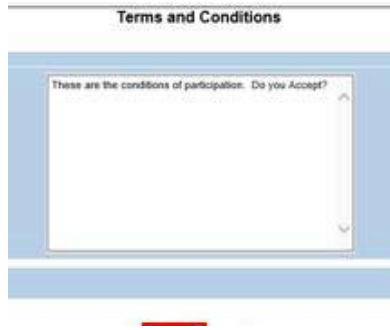 Terms and Conditions
These are the conditions of participation. Do you Accept?